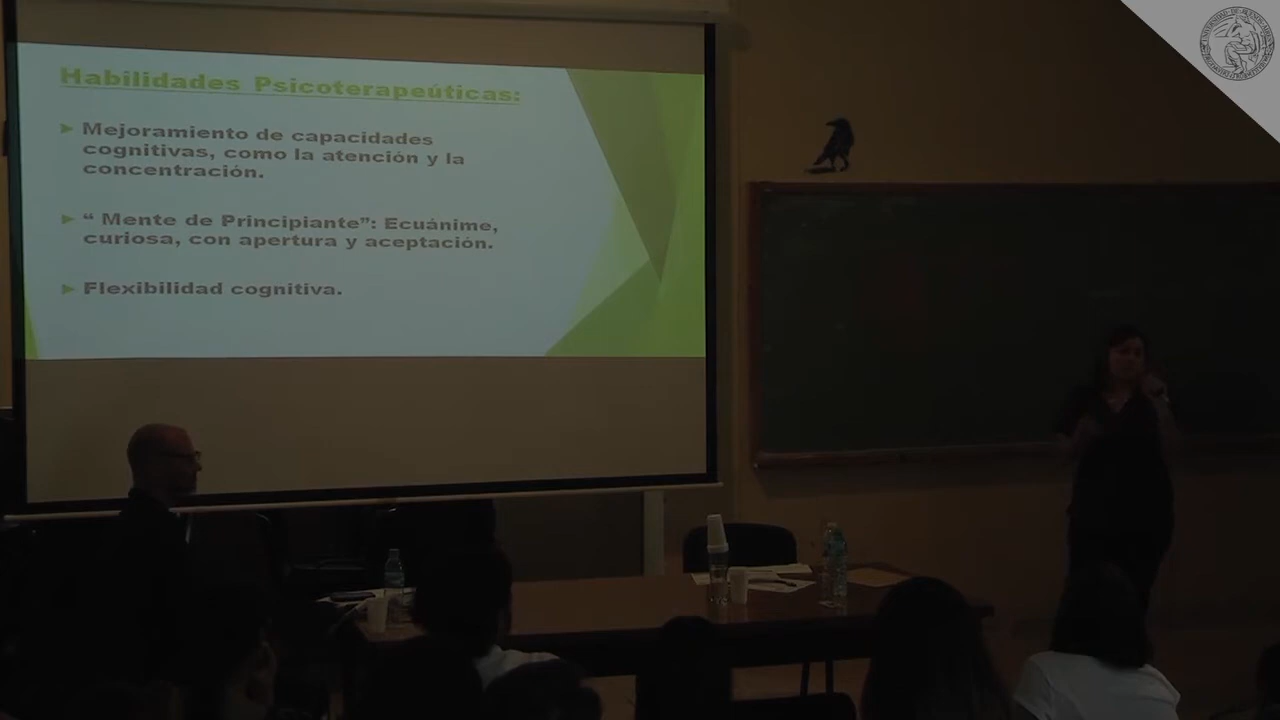 Habilidades Psicoterapeúticas:
Mejoramiento de capacidades
cognitivas, como la atención y la
concentración.
“ Mente de Principiante”: Ecuánime,
curiosa, con apertura y aceptación.
Flexibilidad cognitiva.